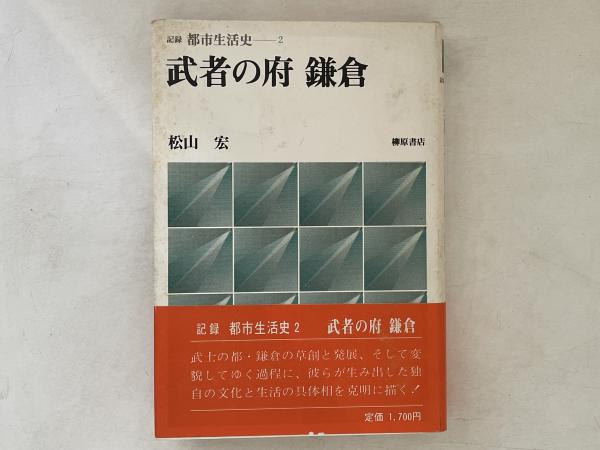 記録 都市生活史——2
武者の府 鎌倉
松山 宏
柳原書店
記録 都市生活史2 武者の府 鎌倉
武士の都・鎌倉の草創と発展、そして変
貌してゆく過程に、彼らが生み出した独
自の文化と生活の具体相を克明に描く！
定価 1,700円